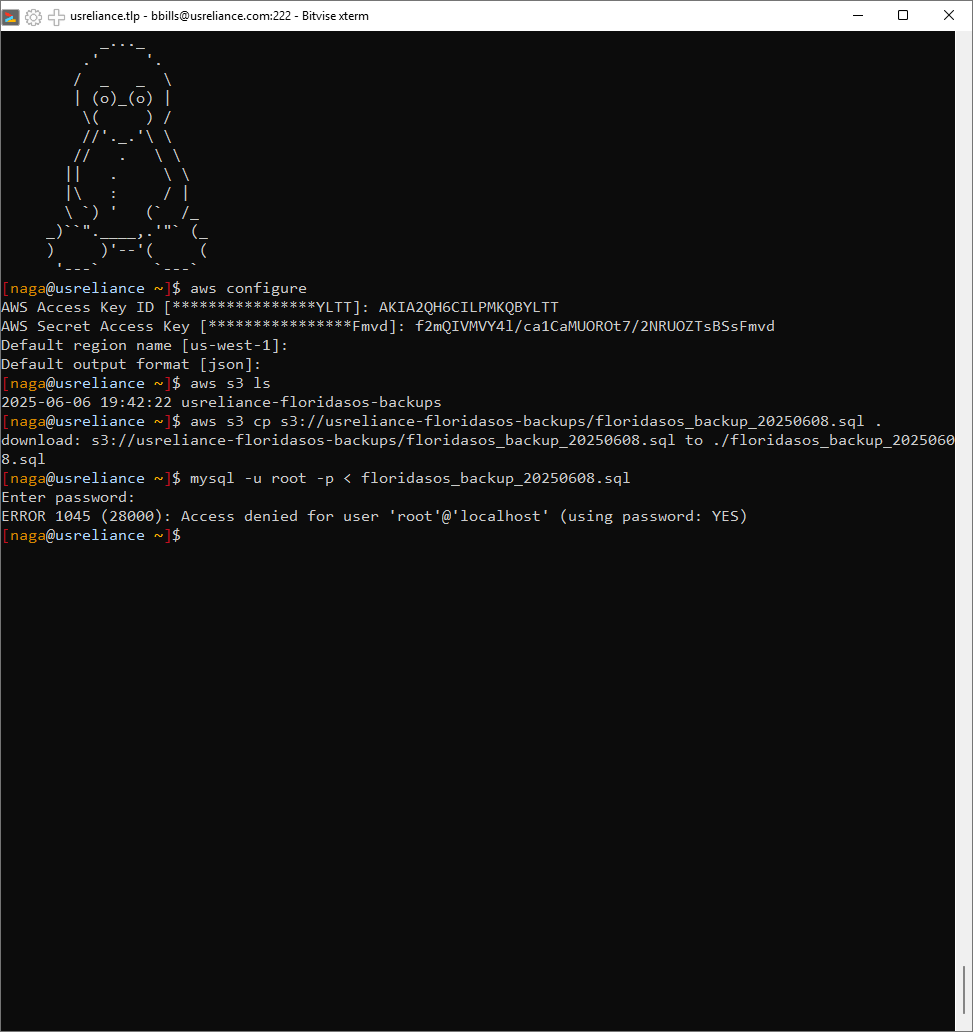 usreliance.tlp - bbills@usreliance.com:222 - Bitvise xterm
[naga@usreliance ~]$ aws configure
AWS Access Key ID [****************YLTT]: AKIA2QH6CILPMKQBYLTT
AWS Secret Access Key [****************Fmvd]: 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
Default region name [us-west-1]:
Default output format [json]:
[naga@usreliance ~]$ aws s3 ls
2025-06-06 19:42:22 usreliance-floridasos-backups
[naga@usreliance ~]$ aws s3 cp s3://usreliance-floridasos-backups/floridasos_backup_20250608.sql .
download: s3://usreliance-floridasos-backups/floridasos_backup_20250608.sql to ./floridasos_backup_2025060
8.sql
[naga@usreliance ~]$ mysql -u root -p < floridasos_backup_20250608.sql
Enter password:
ERROR 1045 (28000): Access denied for user 'root'@'localhost' (using password: YES)
[naga@usreliance ~]$